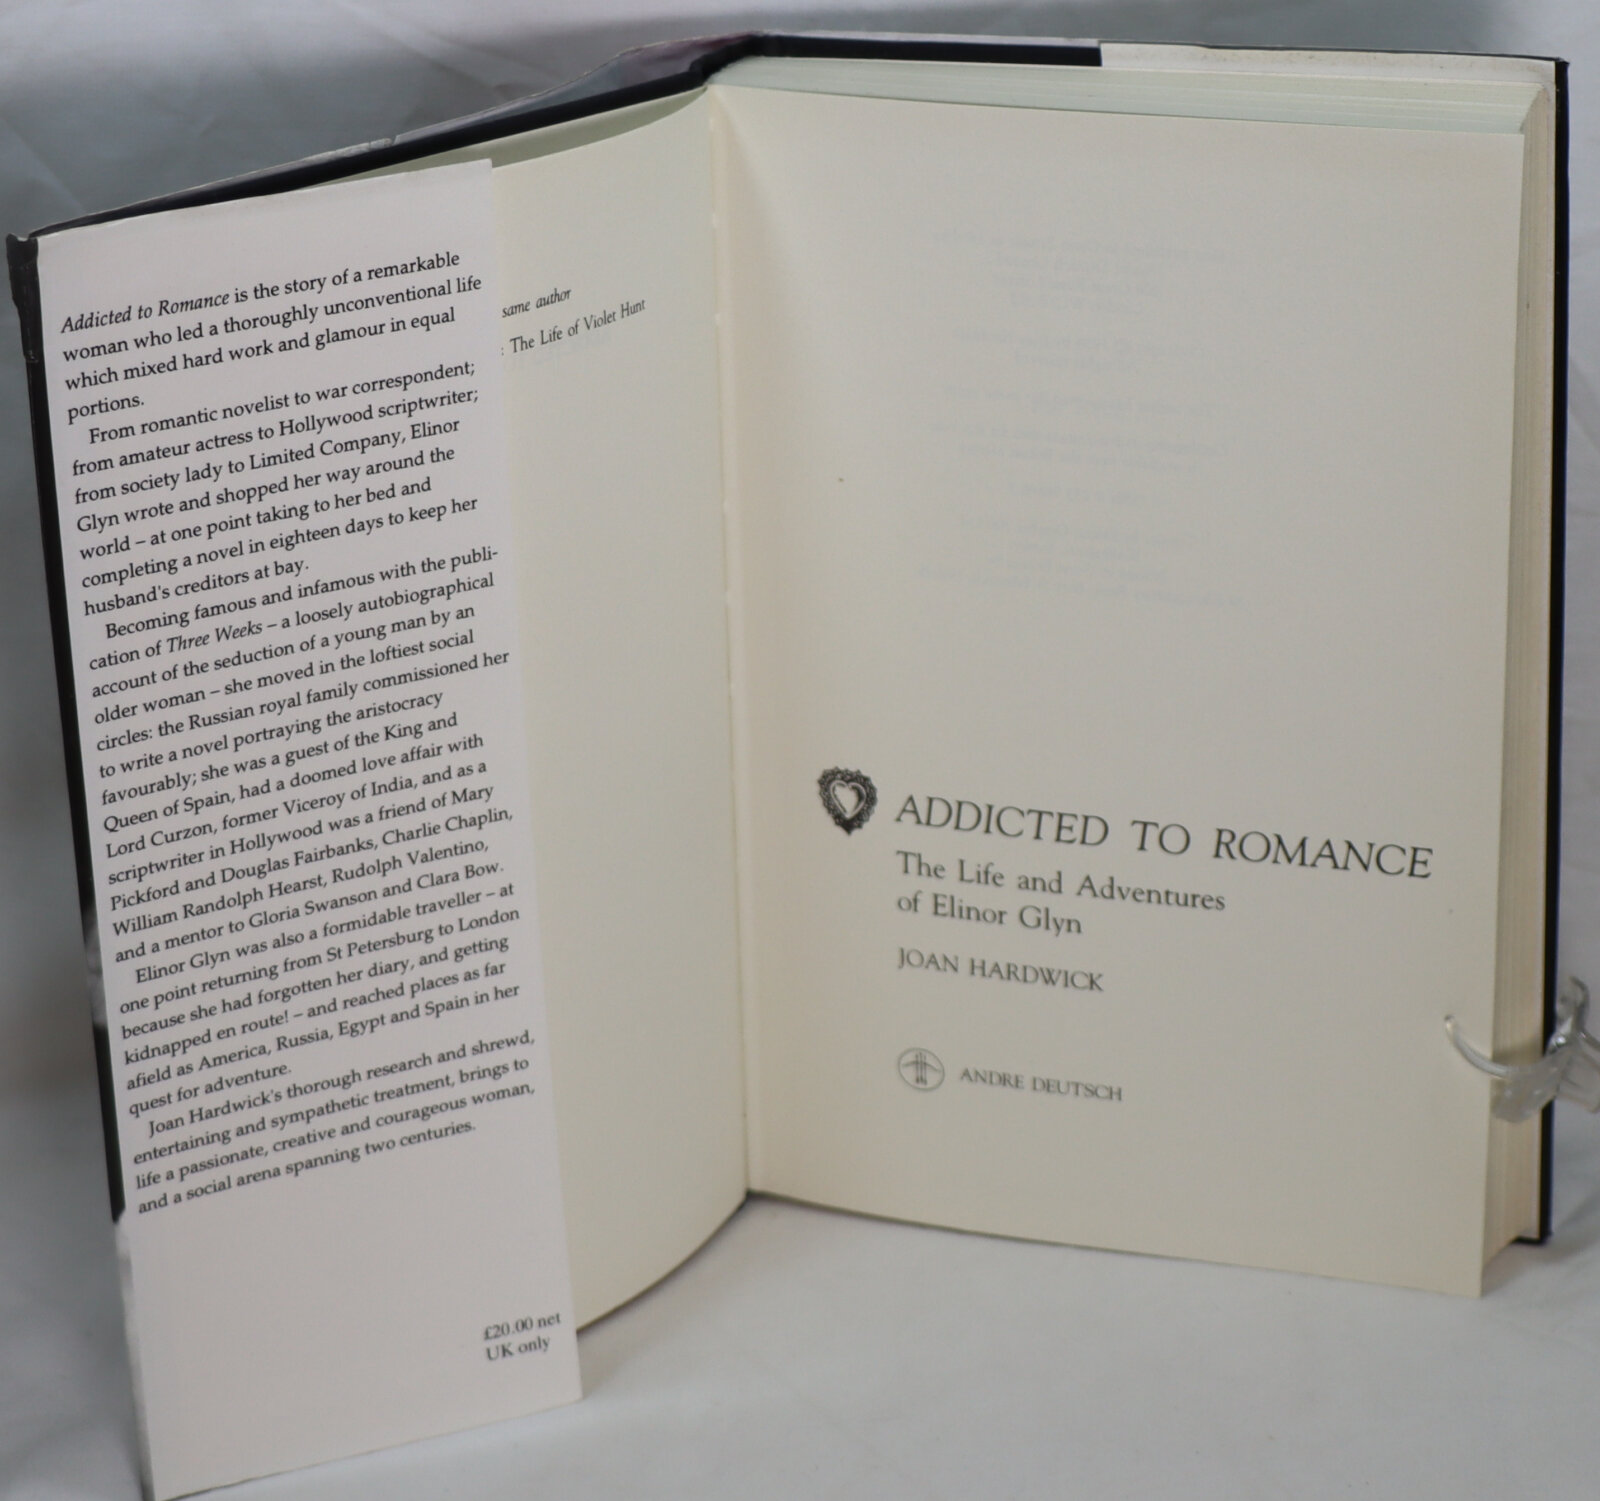 Addicted to Romance is the story of a remarkable
woman who led a thoroughly unconventional life
which mixed hard work and glamour in equal
portions.
From romantic novelist to war correspondent;
from amateur actress to Hollywood scriptwriter;
from society lady to Limited Company, Elinor
Glyn wrote and shopped her way around the
world – at one point taking to her bed and
completing a novel in eighteen days to keep her
husband's creditors at bay.
Becoming famous and infamous with the publi-
cation of Three Weeks – a loosely autobiographical
account of the seduction of a young man by an
older woman – she moved in the loftiest social
circles: the Russian royal family commissioned her
to write a novel portraying the aristocracy
favourably; she was a guest of the King and
Queen of Spain, had a doomed love affair with
Lord Curzon, former Viceroy of India, and as a
scriptwriter in Hollywood was a friend of Mary
Pickford and Douglas Fairbanks, Charlie Chaplin,
William Randolph Hearst, Rudolph Valentino,
and a mentor to Gloria Swanson and Clara Bow.
Elinor Glyn was also a formidable traveller – at
one point returning from St Petersburg to London
because she had forgotten her diary, and getting
kidnapped en route! – and reached places as far
afield as America, Russia, Egypt and Spain in her
quest for adventure.
Joan Hardwick's thorough research and shrewd,
entertaining and sympathetic treatment, brings to
life a passionate, creative and courageous woman,
and a social arena spanning two centuries.
£20.00 net
UK only
same author
: The Life of Violet Hunt
ADDICTED TO ROMANCE
The Life and Adventures
of Elinor Glyn
JOAN HARDWICK
ANDRE DEUTSCH